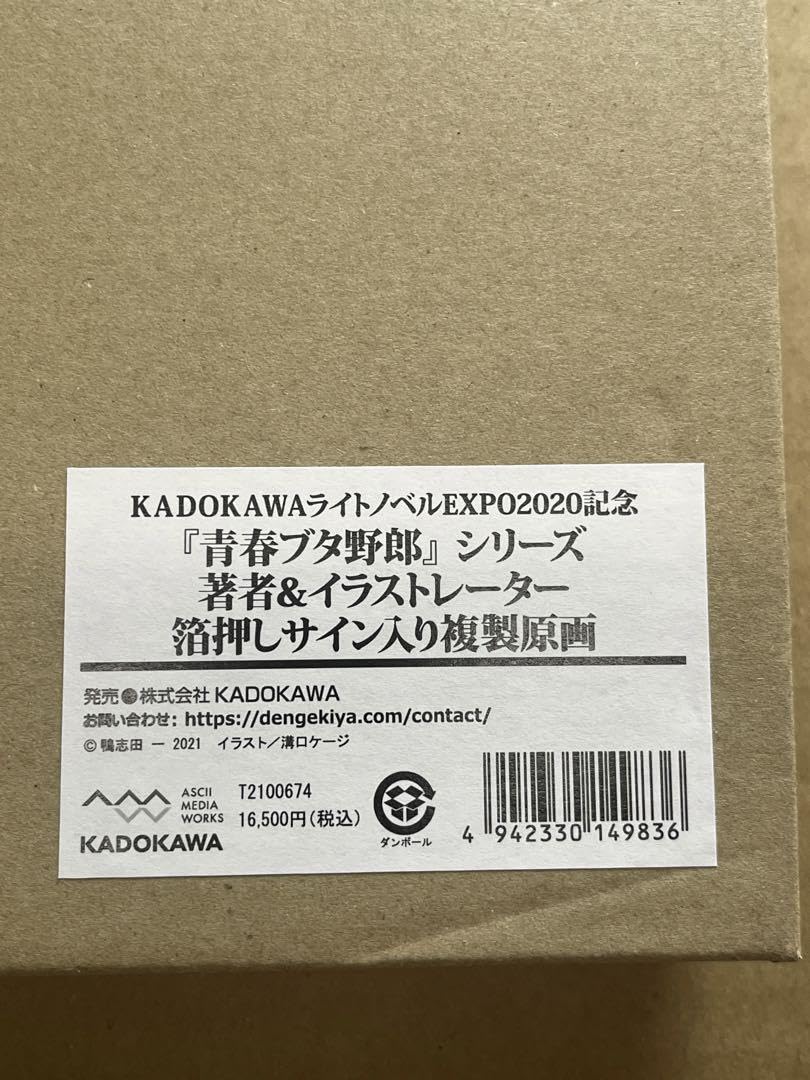 KADOKAWAライトノベルEXPO2020記念
『青春ブタ野郎』シリーズ
著者&イラストレーター
箔押しサイン入り複製原画
発売●株式会社 KADOKAWA
お問い合わせ: https://dengekiya.com/contact/
©鴨志田 一 2021 イラスト/溝口ケージ
ASCII
MEDIA
WORKS
KADOKAWA
T2100674
16,500円(税込)
ダンボール
4 942330 149836